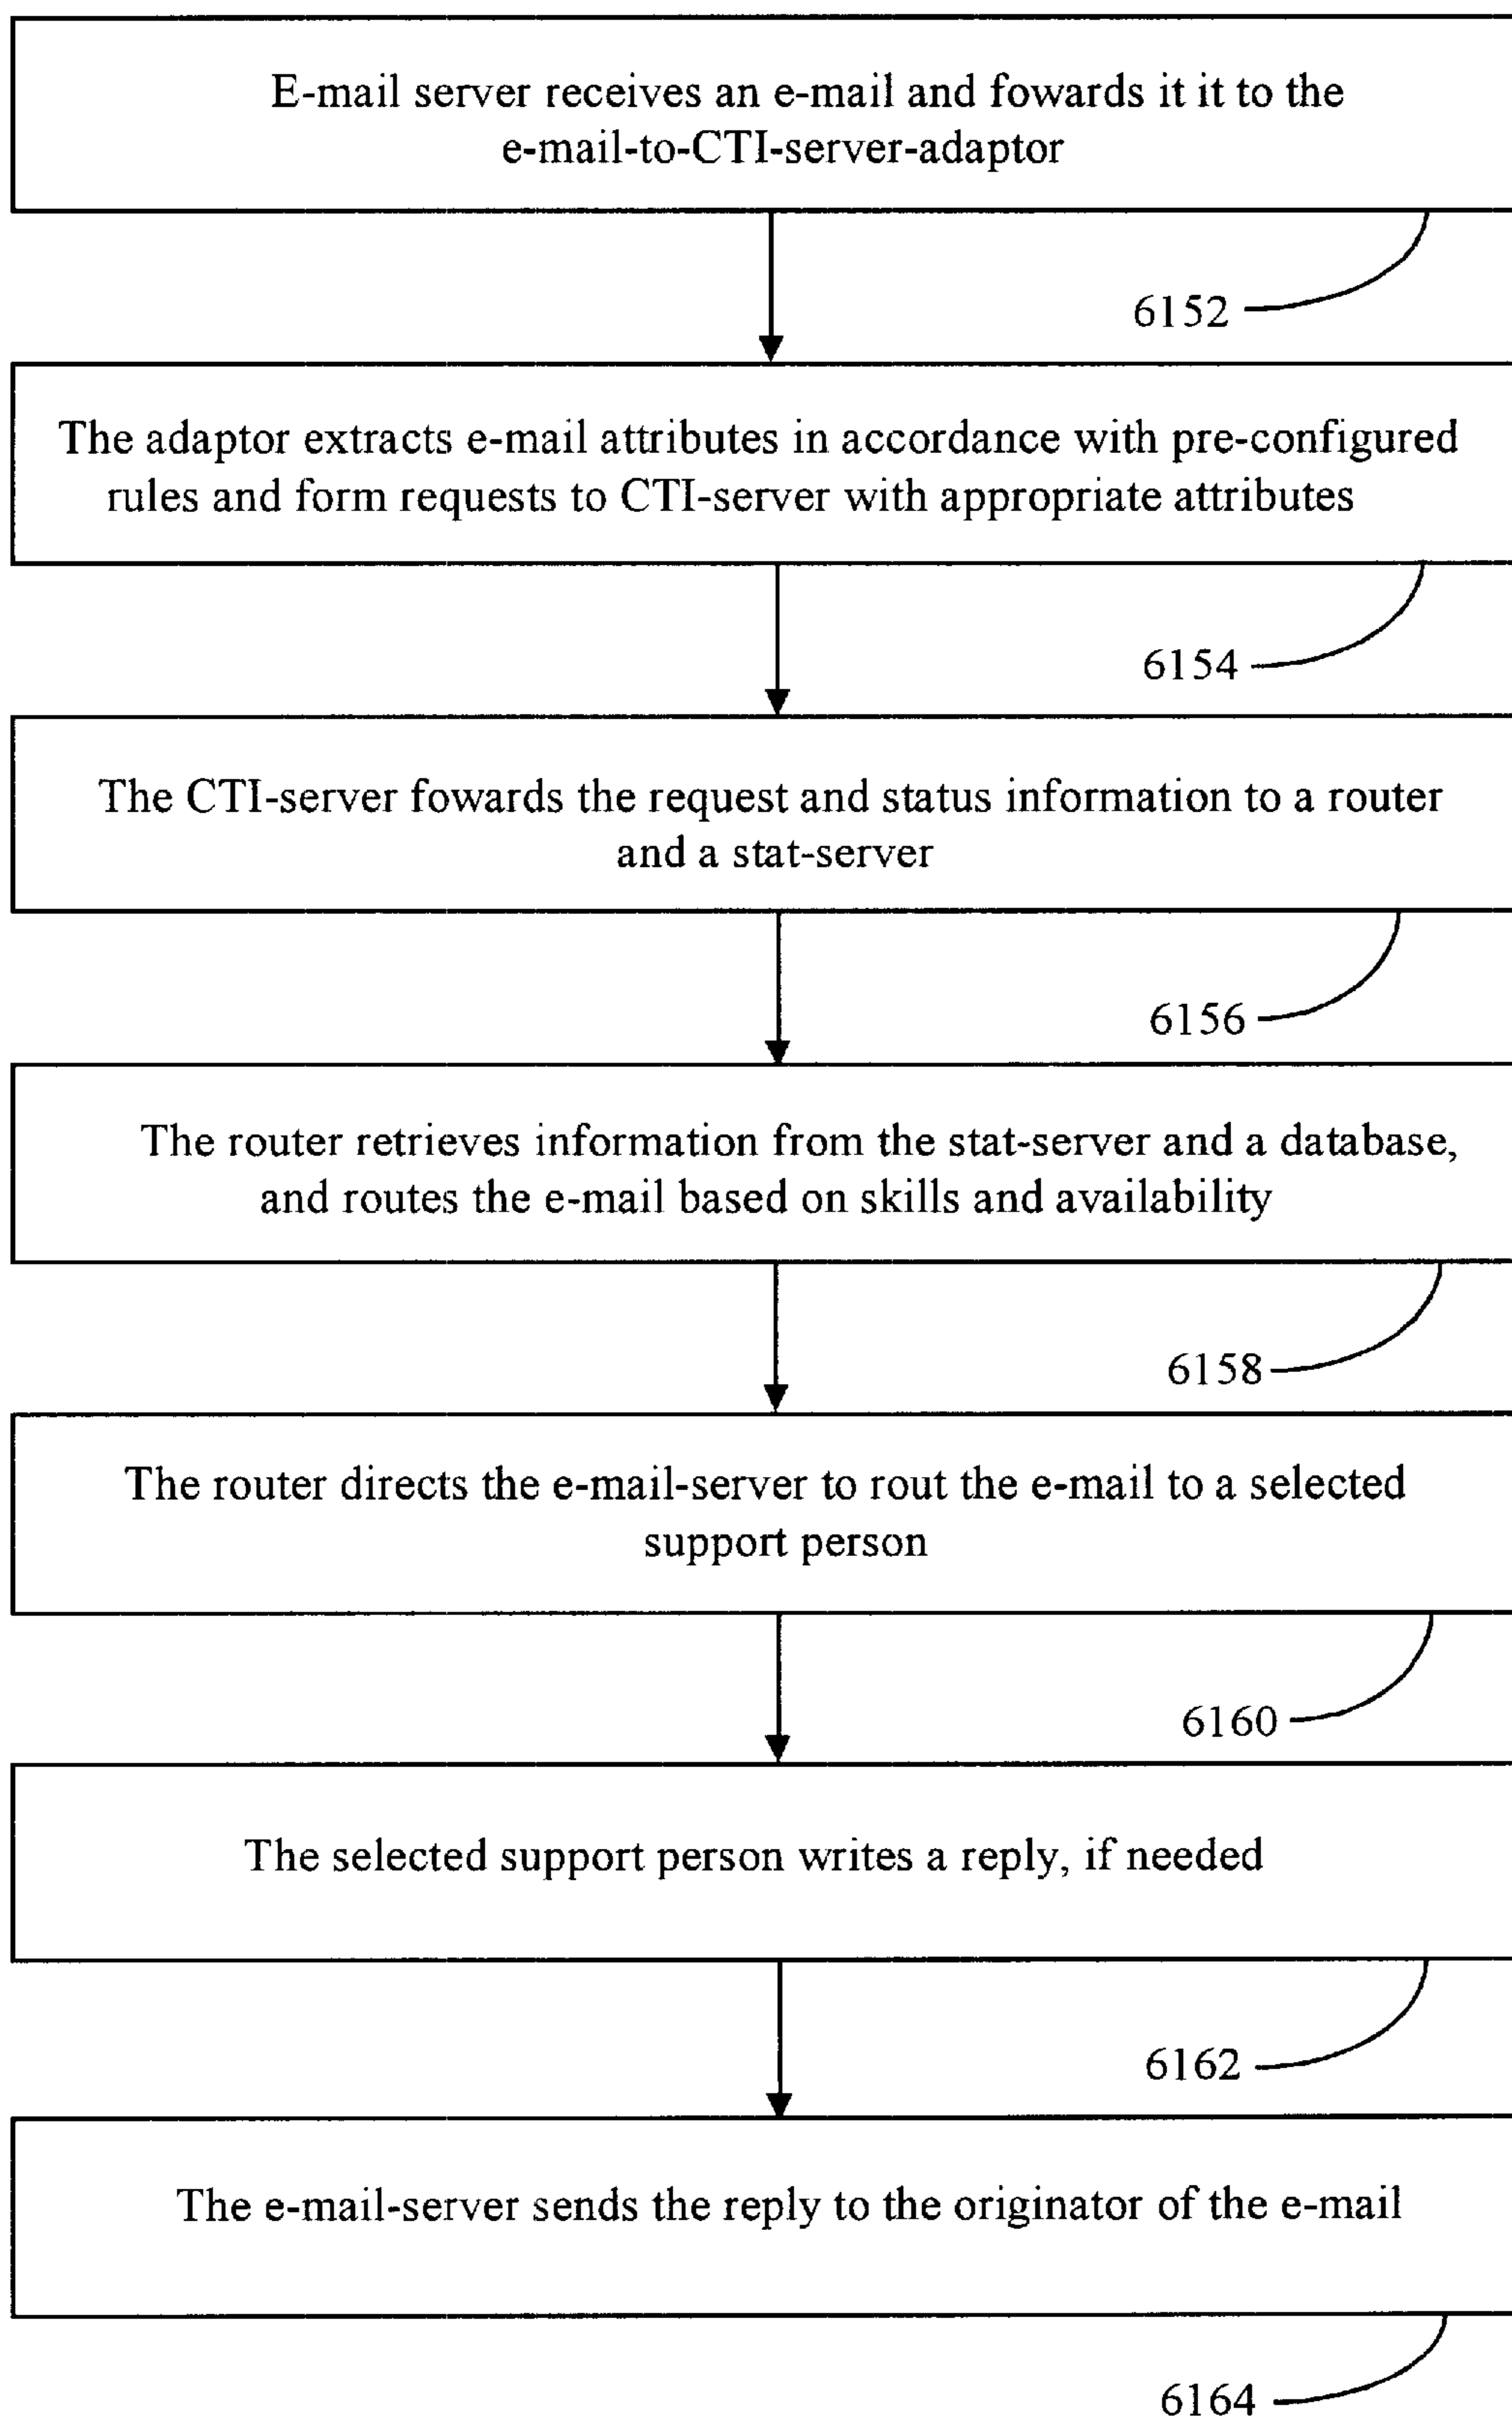 E-mail server receives an e-mail and fowards it it to the
e-mail-to-CTI-server-adaptor
6152
The adaptor extracts e-mail attributes in accordance with pre-configured
rules and form requests to CTI-server with appropriate attributes
6154
The CTI-server fowards the request and status information to a router
and a stat-server
6156
The router retrieves information from the stat-server and a database,
and routes the e-mail based on skills and availability
6158
The router directs the e-mail-server to rout the e-mail to a selected
support person
6160
The selected support person writes a reply, if needed
6162
The e-mail-server sends the reply to the originator of the e-mail
6164